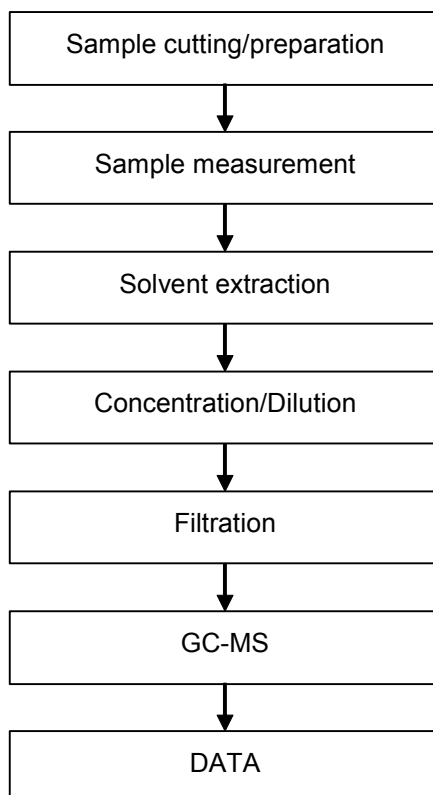 Sample cutting/preparation
Sample measurement
Solvent extraction
Concentration/Dilution
Filtration
GC-MS
DATA